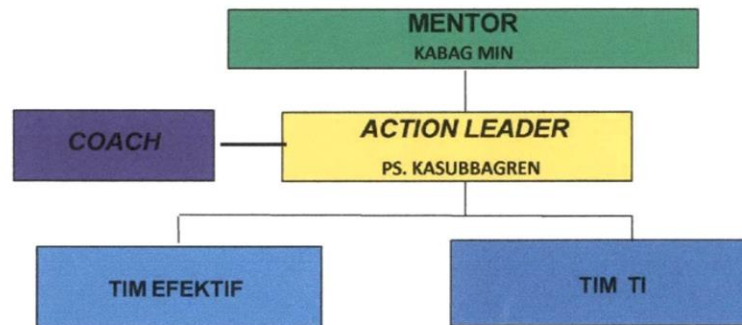 MENTOR
KABAG MIN
COACH
ACTION LEADER
PS. KASUBBAGREN
TIM EFEKTIF
TIM TI